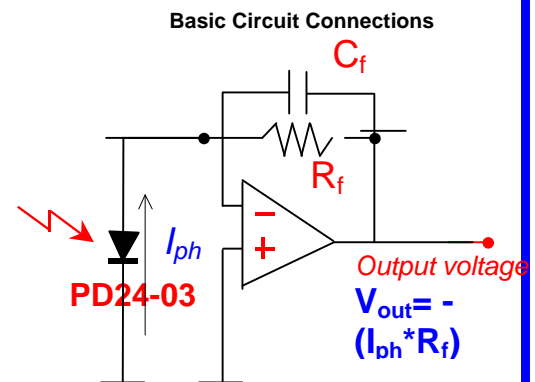 Basic Circuit Connections
Cf
Rf
−
+
Iph
PD24-03
Output voltage
Vout= -
(Iph*Rf)